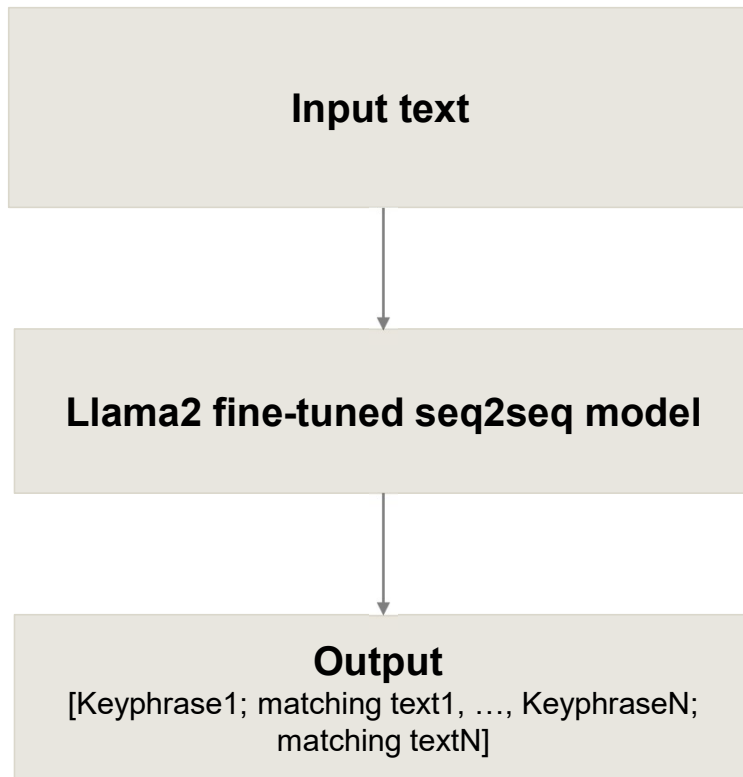 Input text
Llama2 fine-tuned seq2seq model
Output
[Keyphrase1; matching text1, …, KeyphraseN;
matching textN]